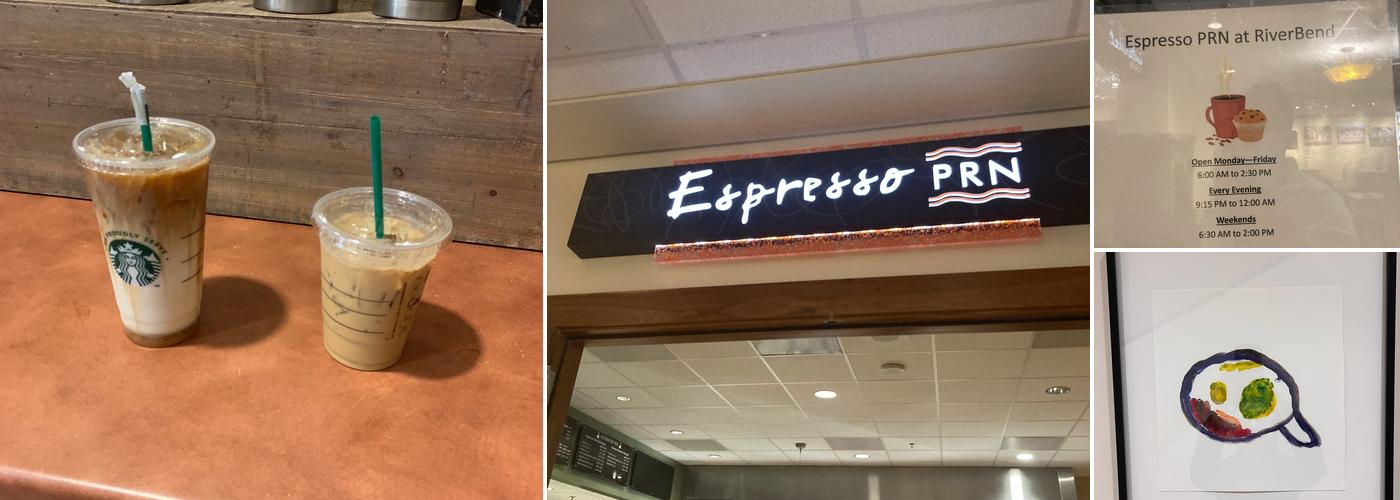 PROUDLY SERVE
Espresso PRN
Espresso PRN at RiverBend
Open Monday—Friday
6:00 AM to 2:30 PM
Every Evening
9:15 PM to 12:00 AM
Weekends
6:30 AM to 2:00 PM